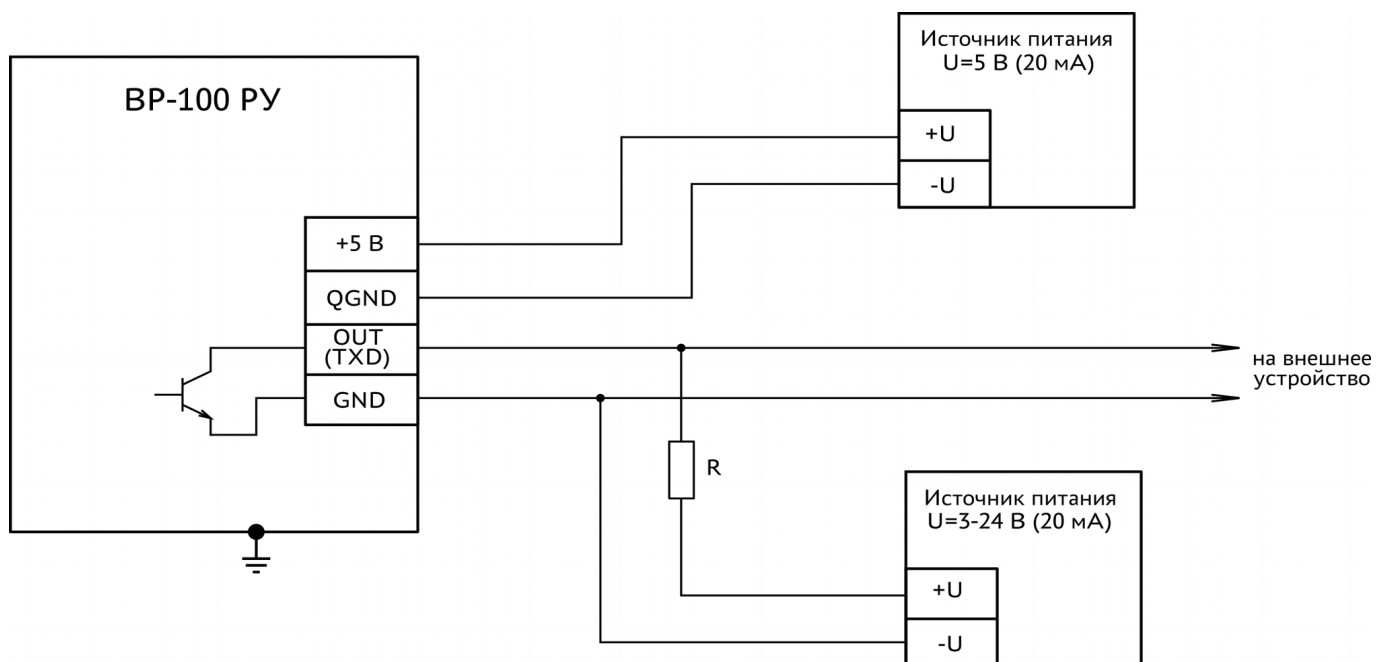 Источник питания
U=5 В (20 мА)
+U
-U
ВР-100 РУ
+5 В
QGND
OUT
(TXD)
GND
на внешнее
устройство
R
Источник питания
U=3-24 В (20 мА)
+U
-U